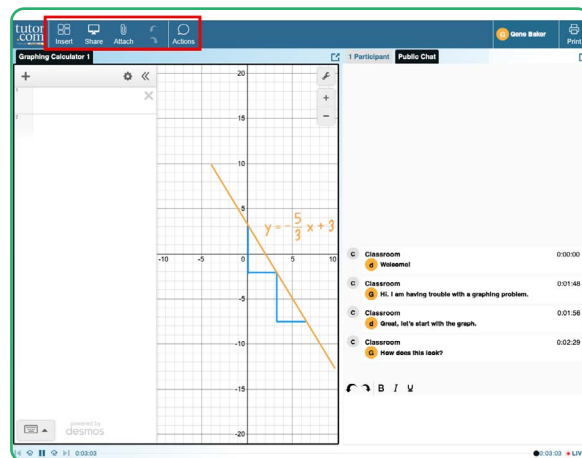 tutor
.com
Insert
Share
Attach
Actions
G Gene Baker
Print
Graphing Calculator 1
1 Participant
Public Chat
1
2
20
15
10
5
0
-5
-10
-15
-20
-10
-5
5
10
y = -5/3 x + 3
C Classroom 0:00:00
d Welcome!
C Classroom 0:01:48
G Hi. I am having trouble with a graphing problem.
C Classroom 0:01:56
d Great, let's start with the graph.
C Classroom 0:02:29
G How does this look?
B I U
powered by
desmos
0:03:03
0:03:03 LIV